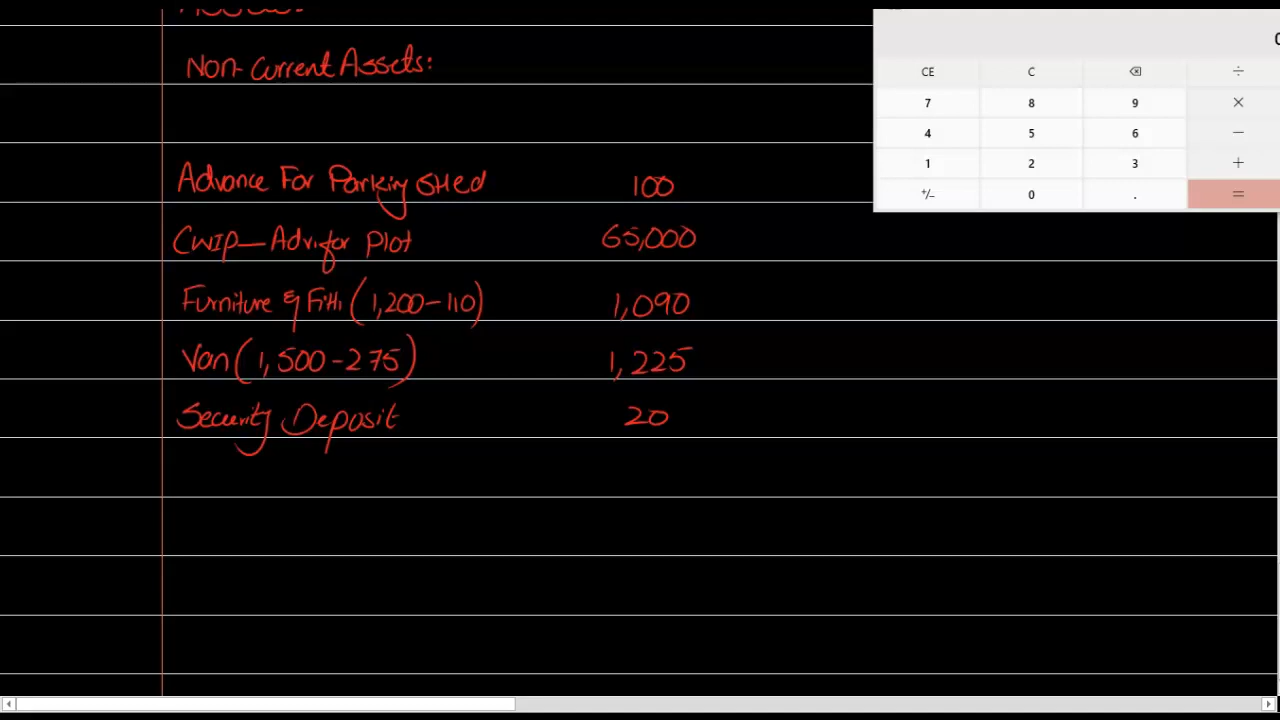 Non-Current Assets:
Advance For Parking SHed 100
CWIP-Adv.for Plot 65,000
Furniture & Fitt: (1,200-110) 1,090
Van (1,500-275) 1,225
Security Deposit 20
0
CE C ⌫ ÷
7 8 9 ×
4 5 6 −
1 2 3 +
+/− 0 . =